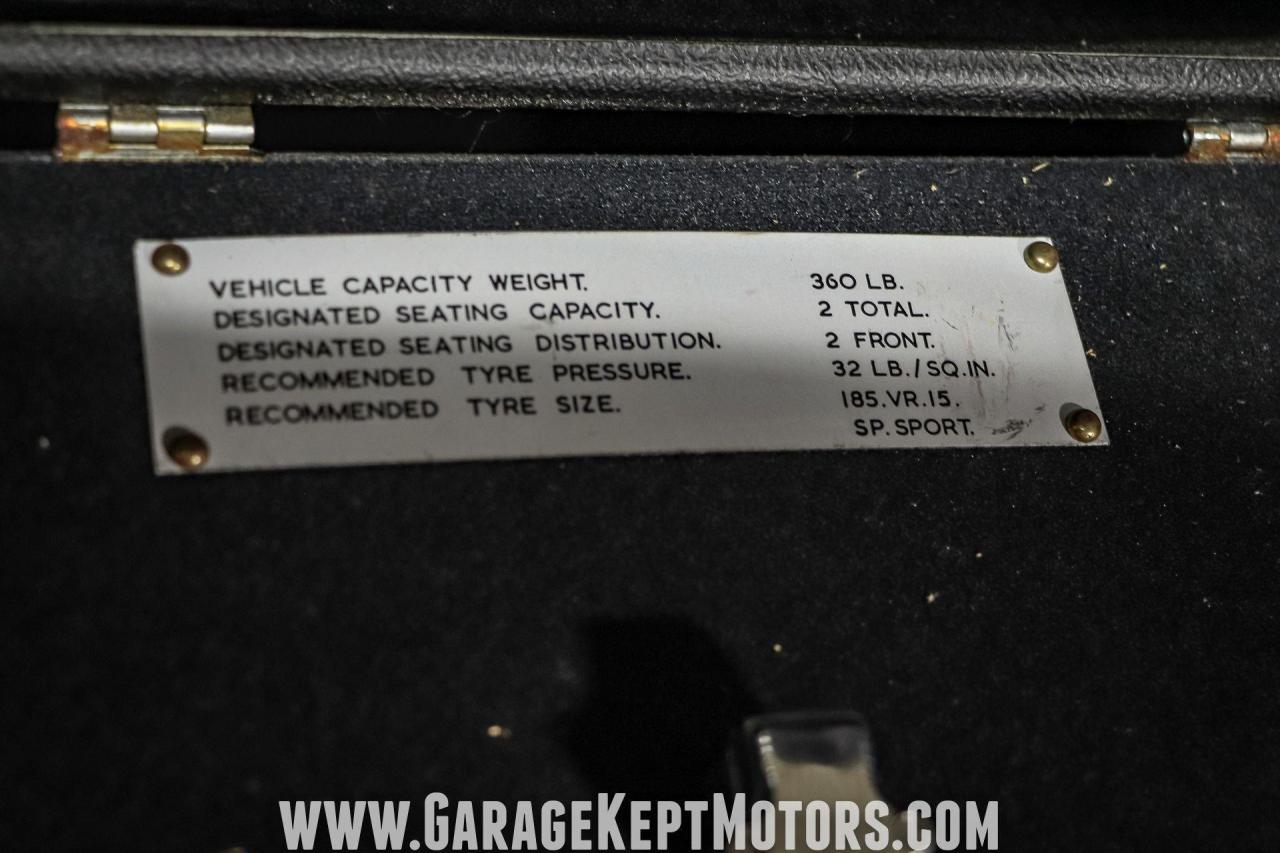 VEHICLE CAPACITY WEIGHT. 360 LB.
DESIGNATED SEATING CAPACITY. 2 TOTAL.
DESIGNATED SEATING DISTRIBUTION. 2 FRONT.
RECOMMENDED TYRE PRESSURE. 32 LB./SQ.IN.
RECOMMENDED TYRE SIZE. 185.VR.15.
SP.SPORT.
WWW.GARAGEKEPTMOTORS.COM